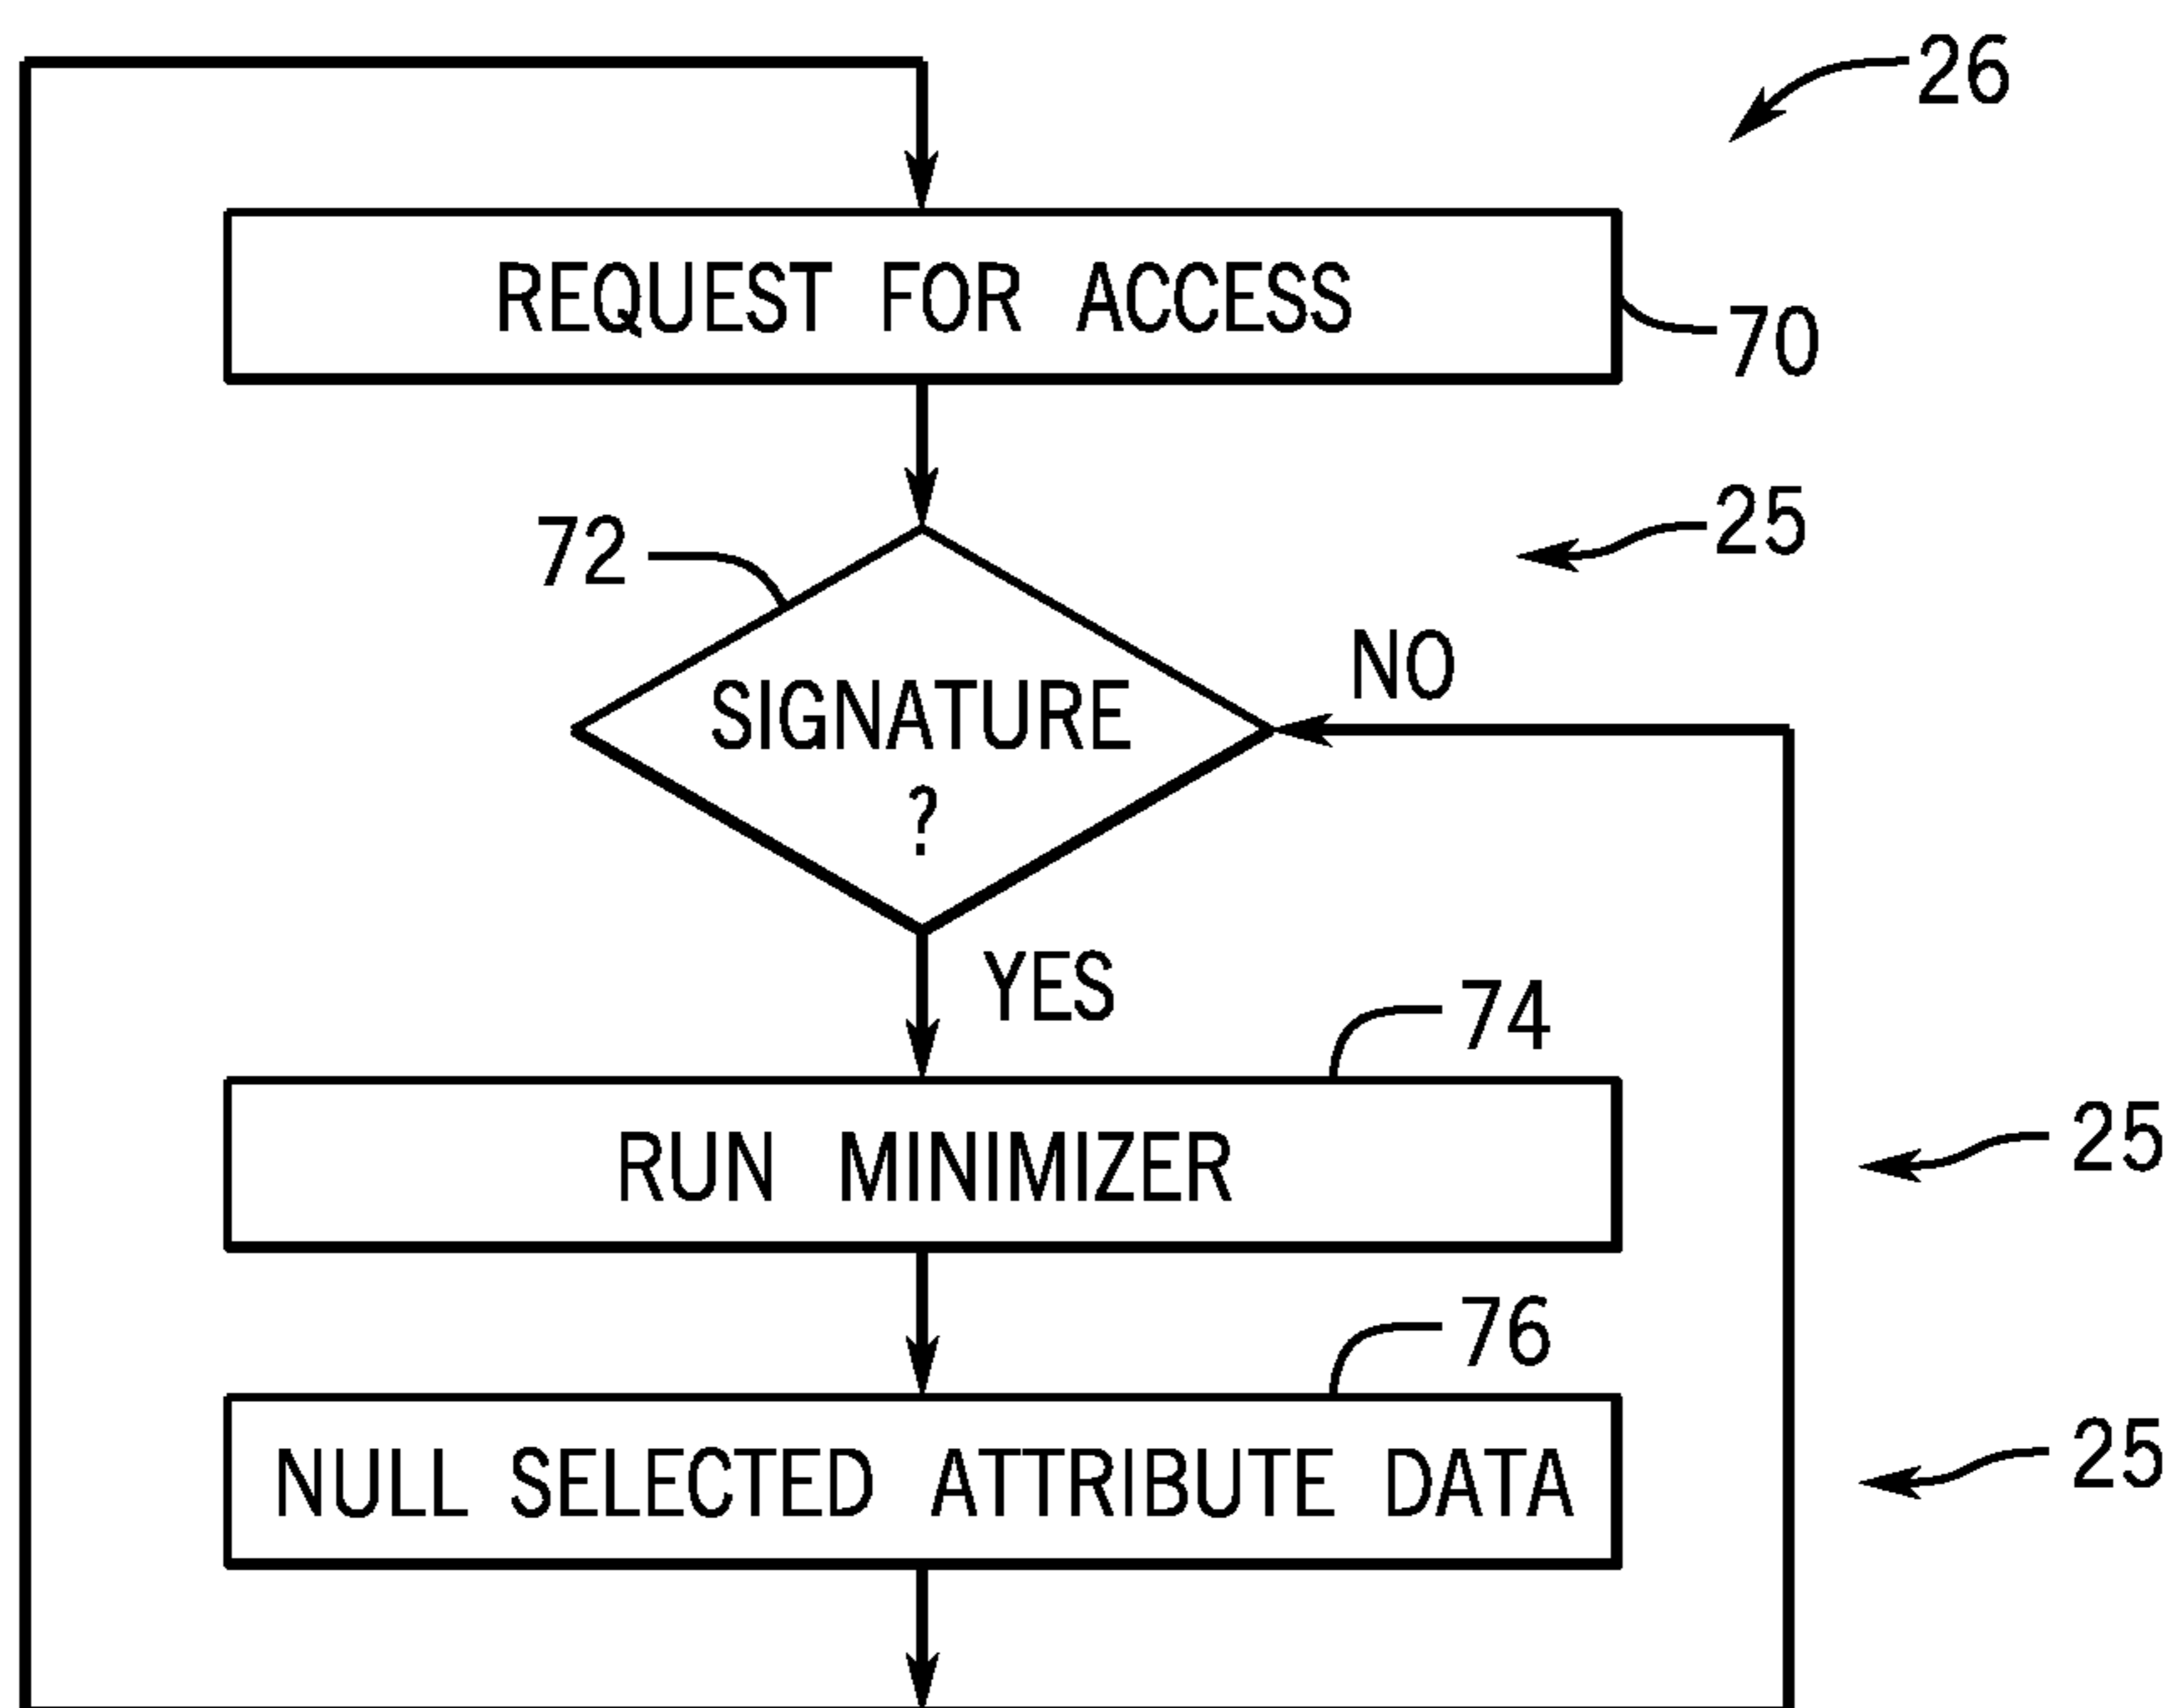 26
REQUEST FOR ACCESS
70
25
72
NO
SIGNATURE
?
YES
74
RUN MINIMIZER
25
76
NULL SELECTED ATTRIBUTE DATA
25